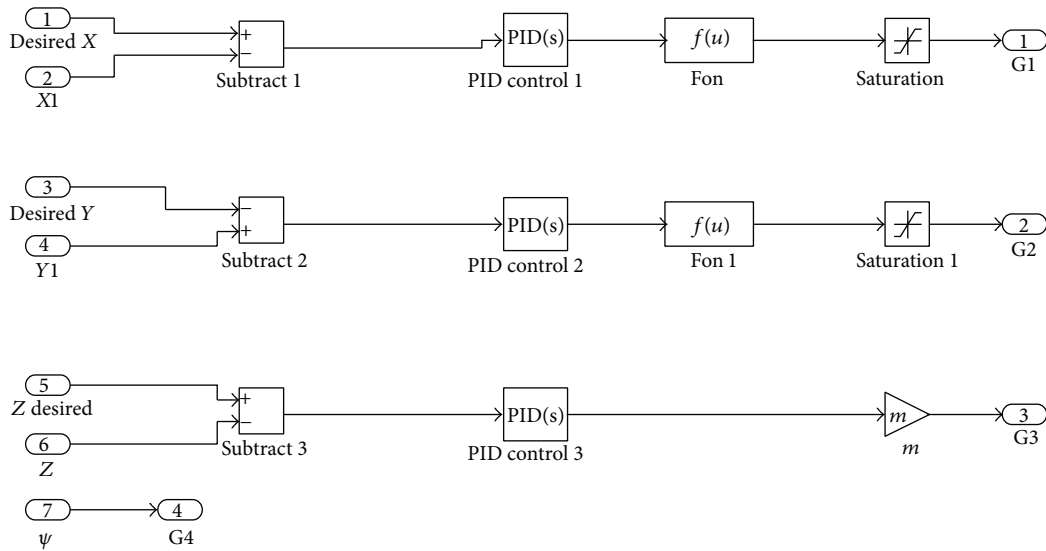 1
Desired X
2
X1
+
−
Subtract 1
PID(s)
PID control 1
f(u)
Fon
Saturation
1
G1
3
Desired Y
4
Y1
−
+
Subtract 2
PID(s)
PID control 2
f(u)
Fon 1
Saturation 1
2
G2
5
Z desired
6
Z
+
−
Subtract 3
PID(s)
PID control 3
m
m
3
G3
7
ψ
4
G4